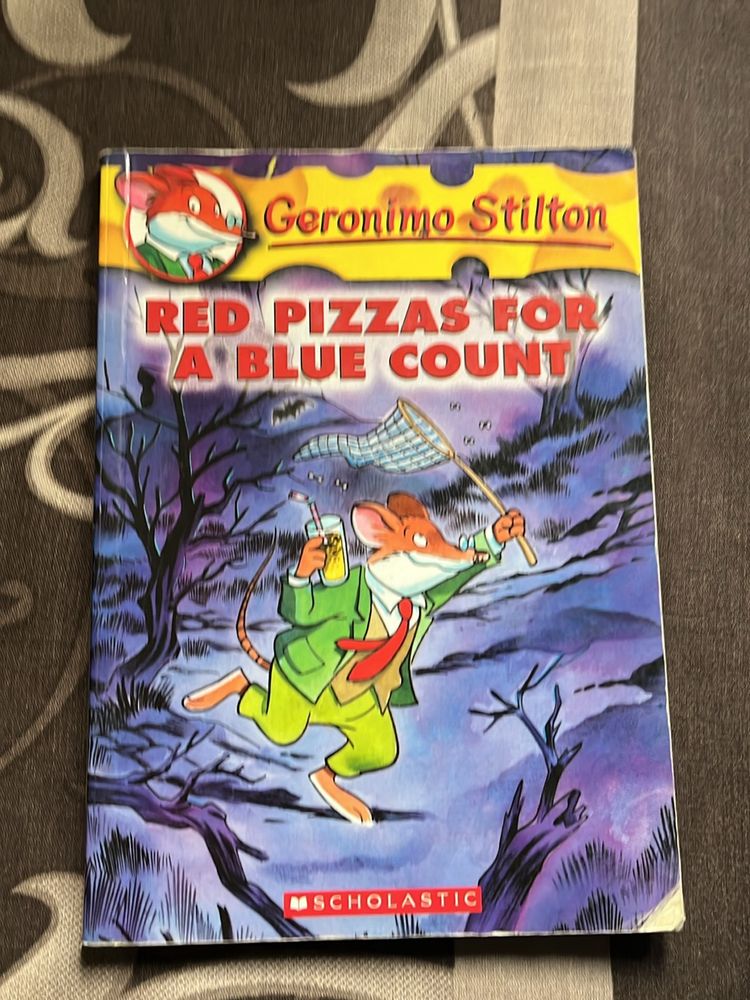 Geronimo Stilton
RED PIZZAS FOR
A BLUE COUNT
SCHOLASTIC